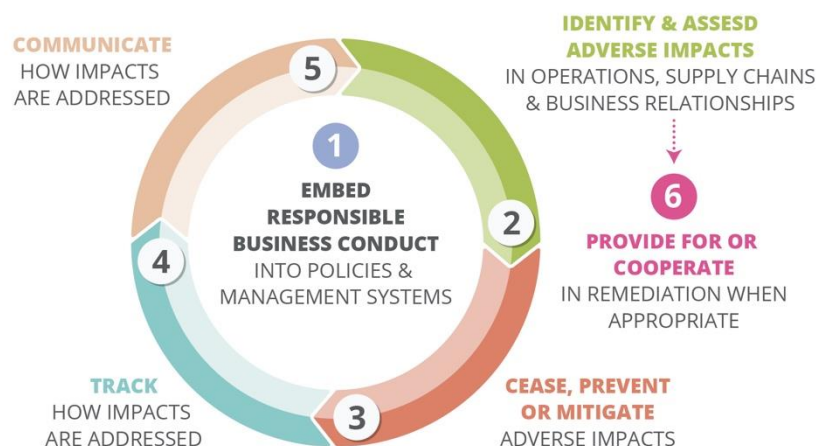 1
EMBED
RESPONSIBLE
BUSINESS CONDUCT
INTO POLICIES &
MANAGEMENT SYSTEMS
2
IDENTIFY & ASSESD
ADVERSE IMPACTS
IN OPERATIONS, SUPPLY CHAINS
& BUSINESS RELATIONSHIPS
3
CEASE, PREVENT
OR MITIGATE
ADVERSE IMPACTS
4
TRACK
HOW IMPACTS
ARE ADDRESSED
5
COMMUNICATE
HOW IMPACTS
ARE ADDRESSED
6
PROVIDE FOR OR
COOPERATE
IN REMEDIATION WHEN
APPROPRIATE